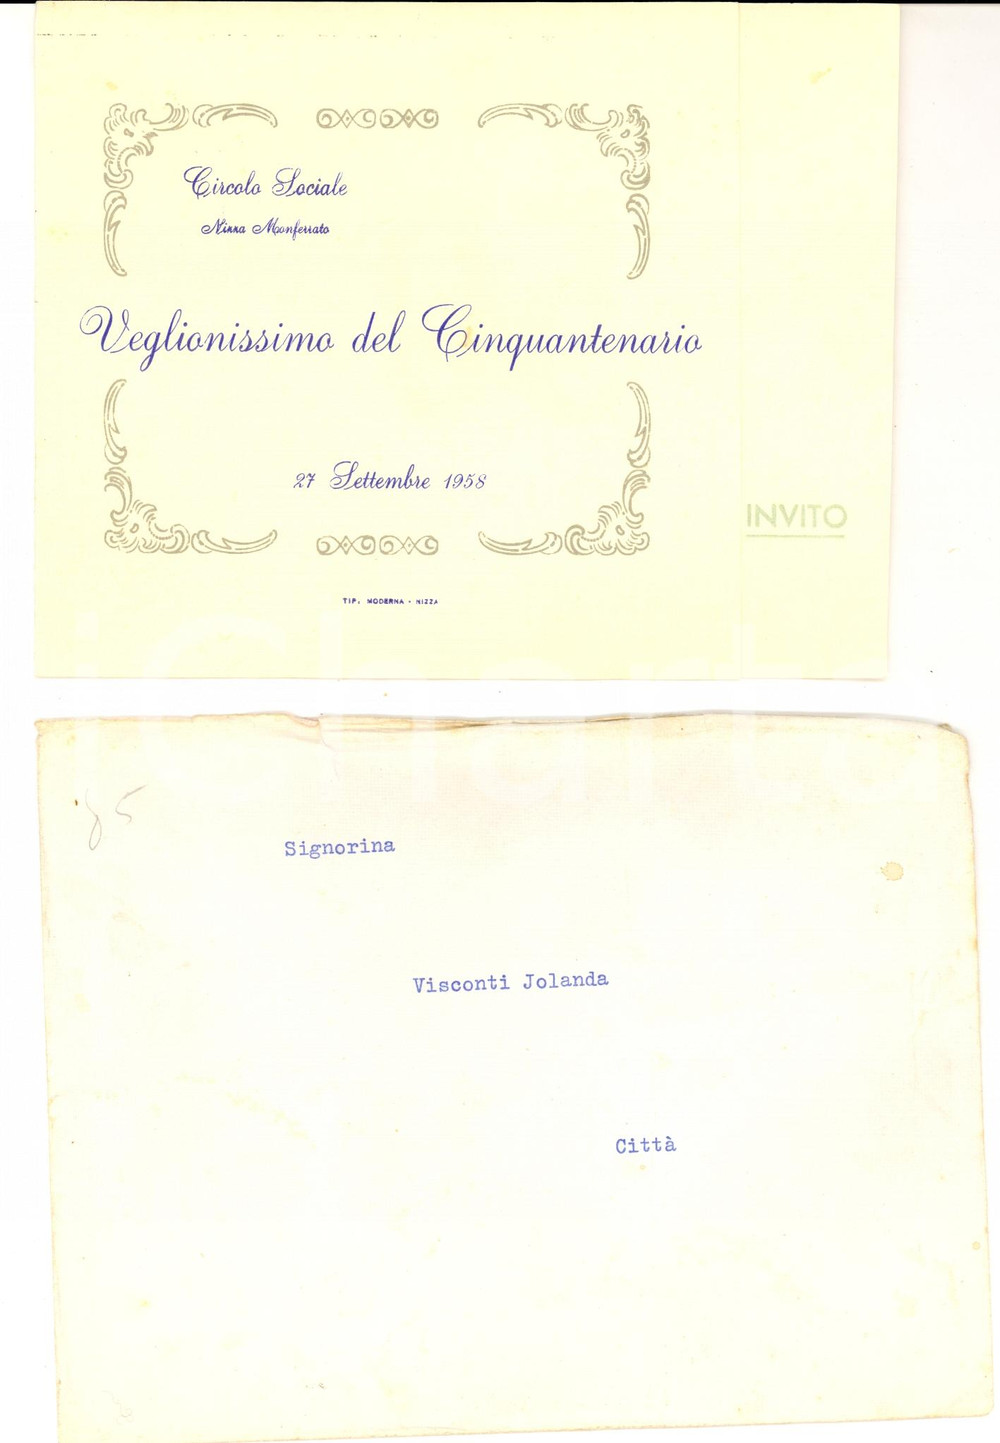 Circolo Sociale
Nizza Monferrato
Veglionissimo del Cinquantenario
27 Settembre 1958
INVITO
TIP. MODERNA - NIZZA
85
Signorina
Visconti Jolanda
Città